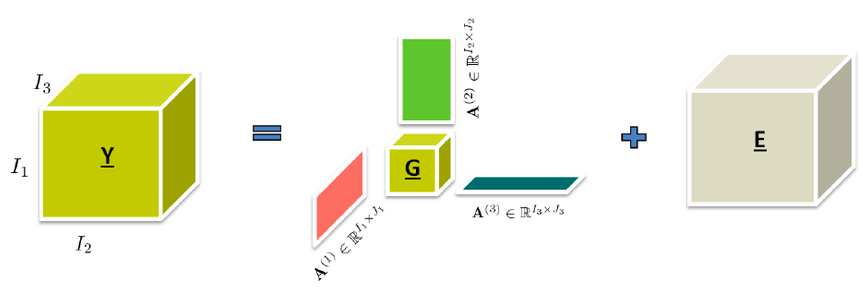 I₃
I₁
Y
I₂
=
A⁽²⁾ ∈ ℝ^{I₂×J₂}
G
A⁽¹⁾ ∈ ℝ^{I₁×J₁}
A⁽³⁾ ∈ ℝ^{I₃×J₃}
+
E